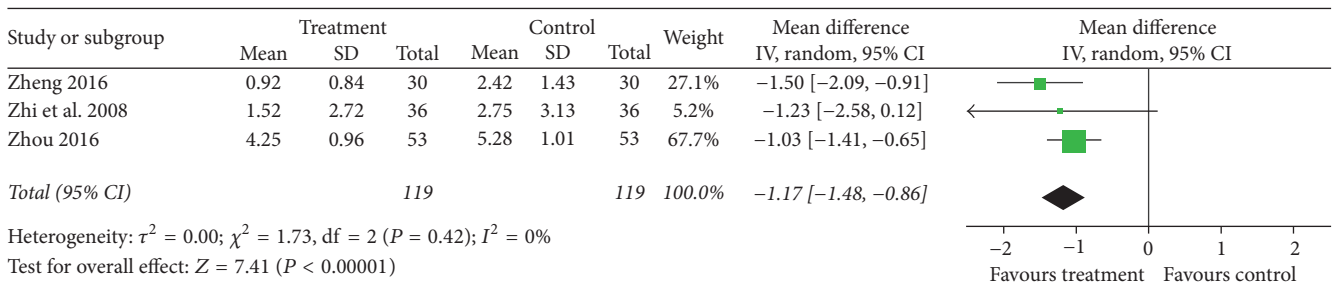 Study or subgroup Treatment Control Weight Mean difference Mean difference
Mean SD Total Mean SD Total IV, random, 95% CI IV, random, 95% CI
Zheng 2016 0.92 0.84 30 2.42 1.43 30 27.1% −1.50 [−2.09, −0.91]
Zhi et al. 2008 1.52 2.72 36 2.75 3.13 36 5.2% −1.23 [−2.58, 0.12]
Zhou 2016 4.25 0.96 53 5.28 1.01 53 67.7% −1.03 [−1.41, −0.65]
Total (95% CI) 119 119 100.0% −1.17 [−1.48, −0.86]
Heterogeneity: τ² = 0.00; χ² = 1.73, df = 2 (P = 0.42); I² = 0%
Test for overall effect: Z = 7.41 (P < 0.00001)
−2 −1 0 1 2
Favours treatment Favours control